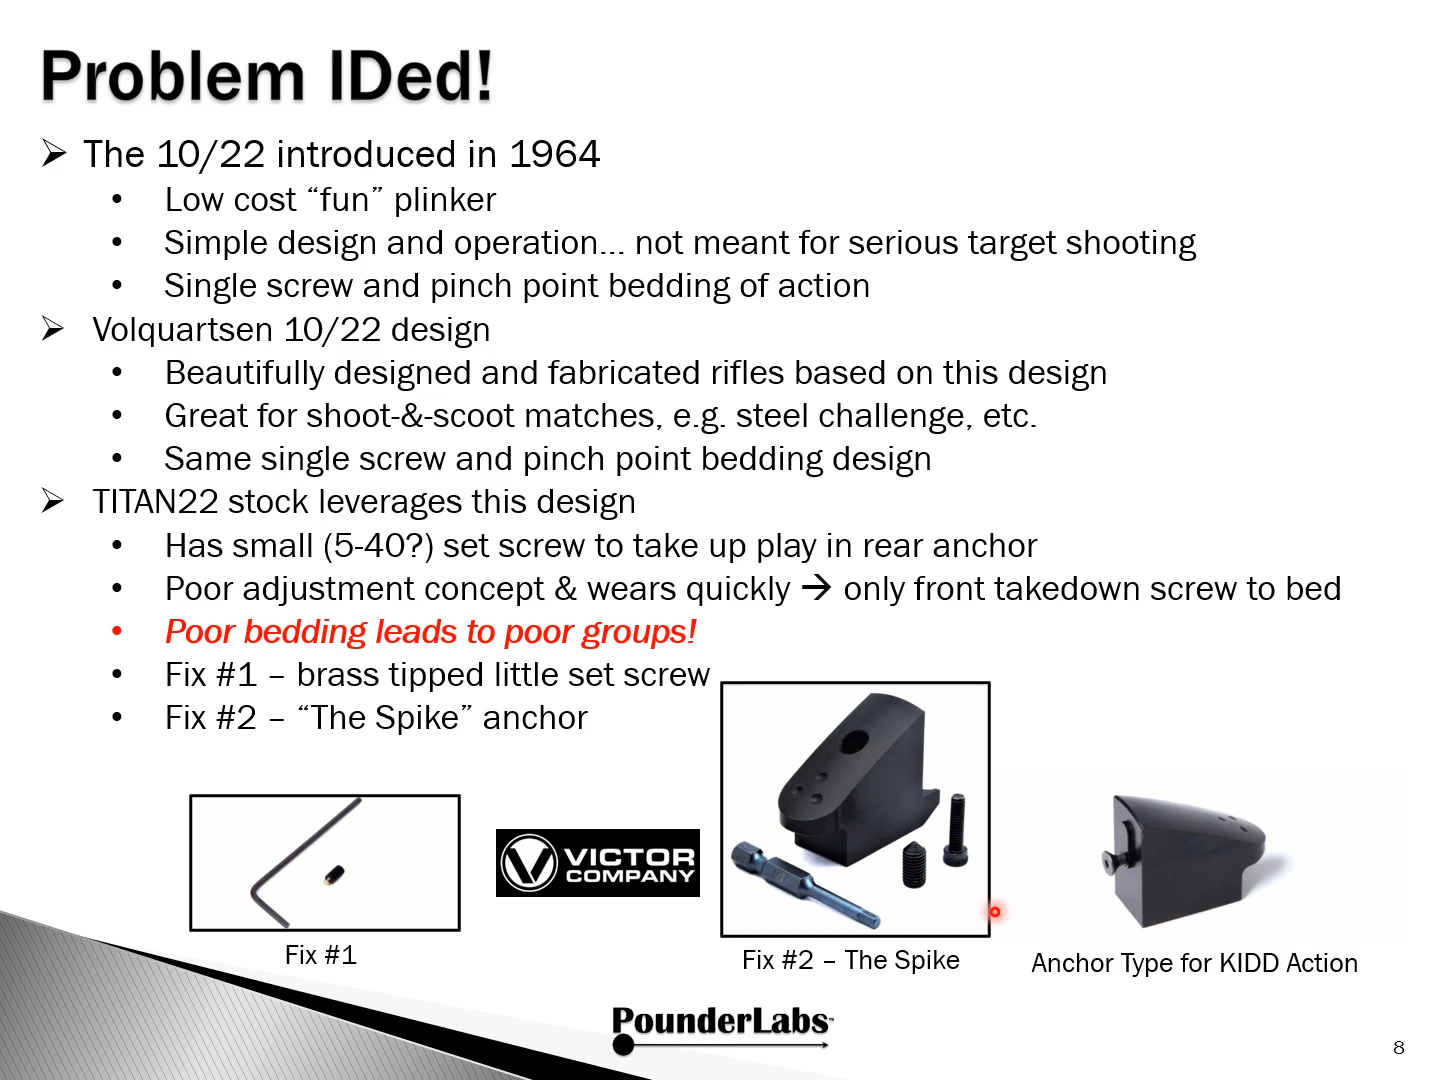 Problem IDed!
The 10/22 introduced in 1964
Low cost “fun” plinker
Simple design and operation… not meant for serious target shooting
Single screw and pinch point bedding of action
Volquartsen 10/22 design
Beautifully designed and fabricated rifles based on this design
Great for shoot-&-scoot matches, e.g. steel challenge, etc.
Same single screw and pinch point bedding design
TITAN22 stock leverages this design
Has small (5-40?) set screw to take up play in rear anchor
Poor adjustment concept & wears quickly → only front takedown screw to bed
Poor bedding leads to poor groups!
Fix #1 – brass tipped little set screw
Fix #2 – “The Spike” anchor
VICTOR
COMPANY
Fix #1
Fix #2 – The Spike
Anchor Type for KIDD Action
PounderLabs™
8